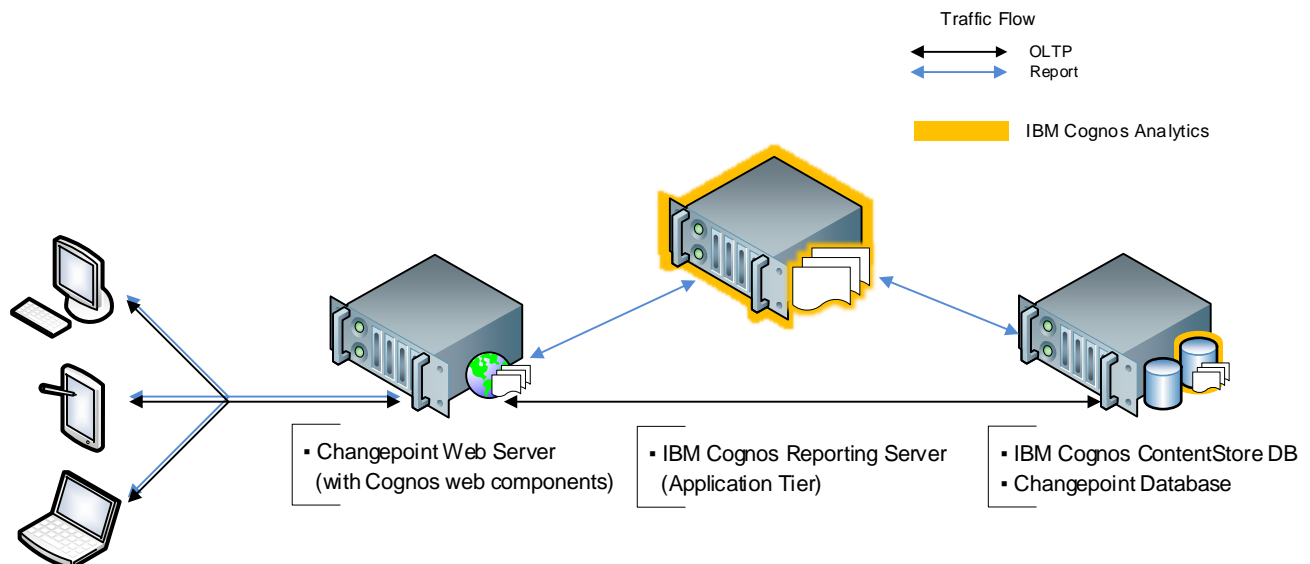 Traffic Flow
OLTP
Report
IBM Cognos Analytics
▪ Changepoint Web Server
(with Cognos web components)
▪ IBM Cognos Reporting Server
(Application Tier)
▪ IBM Cognos ContentStore DB
▪ Changepoint Database